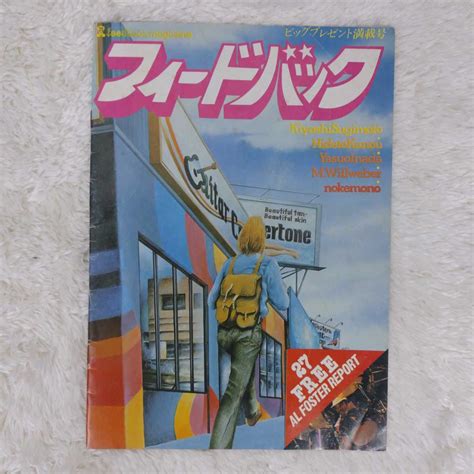 ビッグプレゼント満載号
フィードバック
Kiyoshi Sugimoto
Yasuo Inada
M. Willweber
nokemono
Guitar C
Beautiful tan-
Beautiful skin
pertone
27
FREE
AL FOSTER REPORT